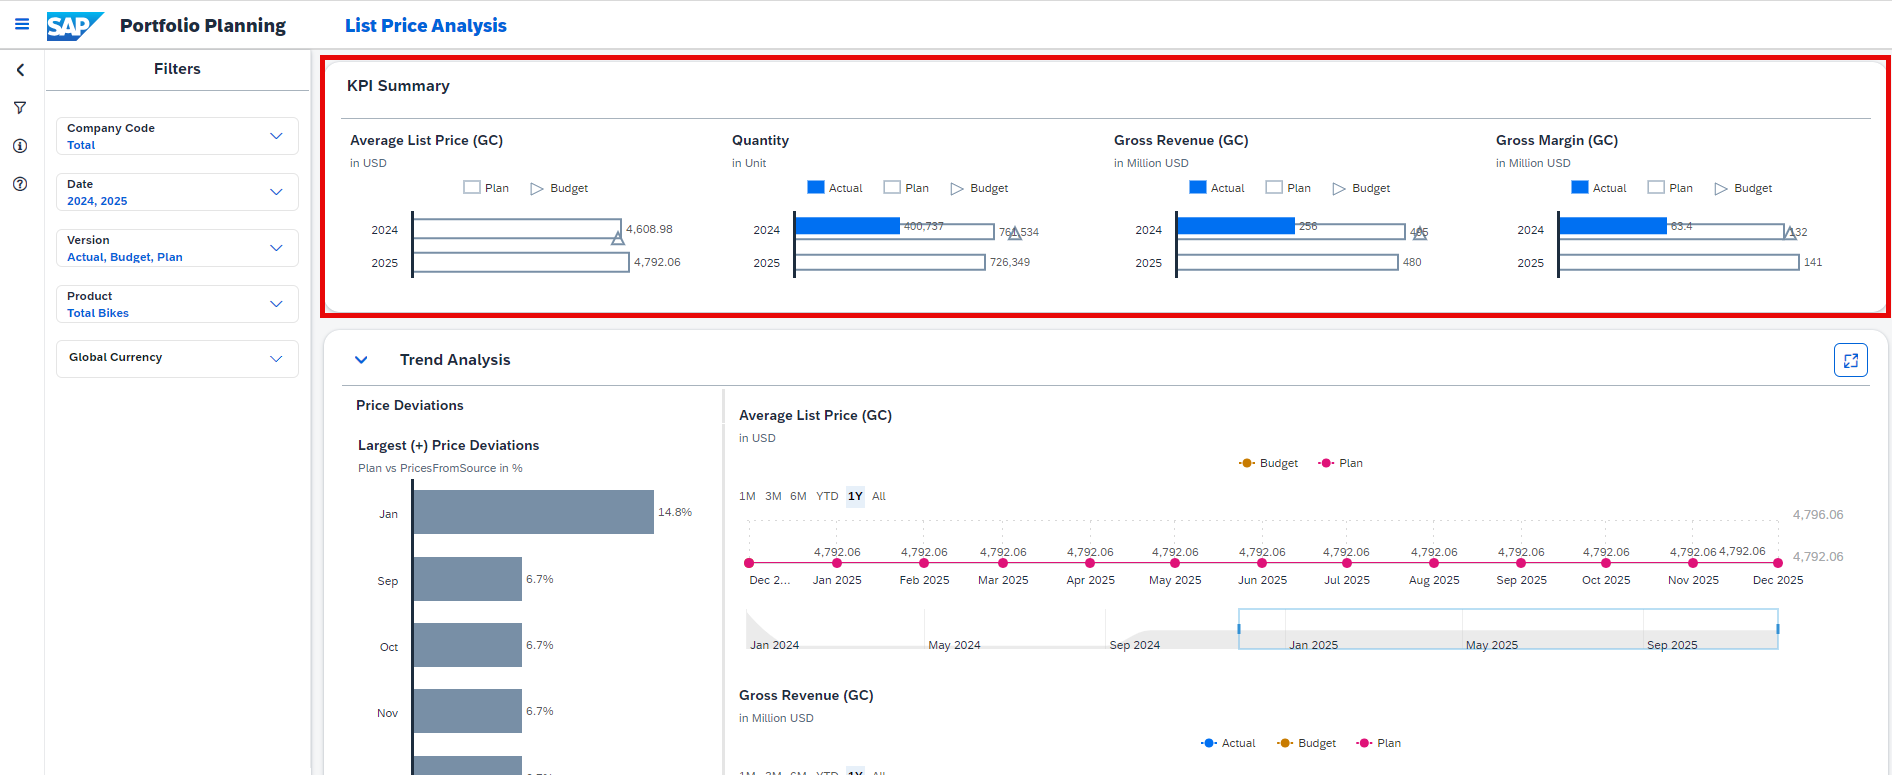 SAP Portfolio Planning List Price Analysis
Filters
Company Code
Total
Date
2024, 2025
Version
Actual, Budget, Plan
Product
Total Bikes
Global Currency
KPI Summary
Average List Price (GC)
in USD
Plan Budget
2024 4,608.98
2025 4,792.06
Quantity
in Unit
Actual Plan Budget
2024 400,737 761,534
2025 726,349
Gross Revenue (GC)
in Million USD
Actual Plan Budget
2024 256 495
2025 480
Gross Margin (GC)
in Million USD
Actual Plan Budget
2024 63.4 132
2025 141
Trend Analysis
Price Deviations
Largest (+) Price Deviations
Plan vs PricesFromSource in %
Jan 14.8%
Sep 6.7%
Oct 6.7%
Nov 6.7%
Average List Price (GC)
in USD
Budget Plan
1M 3M 6M YTD 1Y All
4,796.06
4,792.06 4,792.06 4,792.06 4,792.06 4,792.06 4,792.06 4,792.06 4,792.06 4,792.06 4,792.06 4,792.06 4,792.06 4,792.06
Dec 2... Jan 2025 Feb 2025 Mar 2025 Apr 2025 May 2025 Jun 2025 Jul 2025 Aug 2025 Sep 2025 Oct 2025 Nov 2025 Dec 2025
Jan 2024 May 2024 Sep 2024 Jan 2025 May 2025 Sep 2025
Gross Revenue (GC)
in Million USD
Actual Budget Plan
1M 3M 6M YTD 1Y All